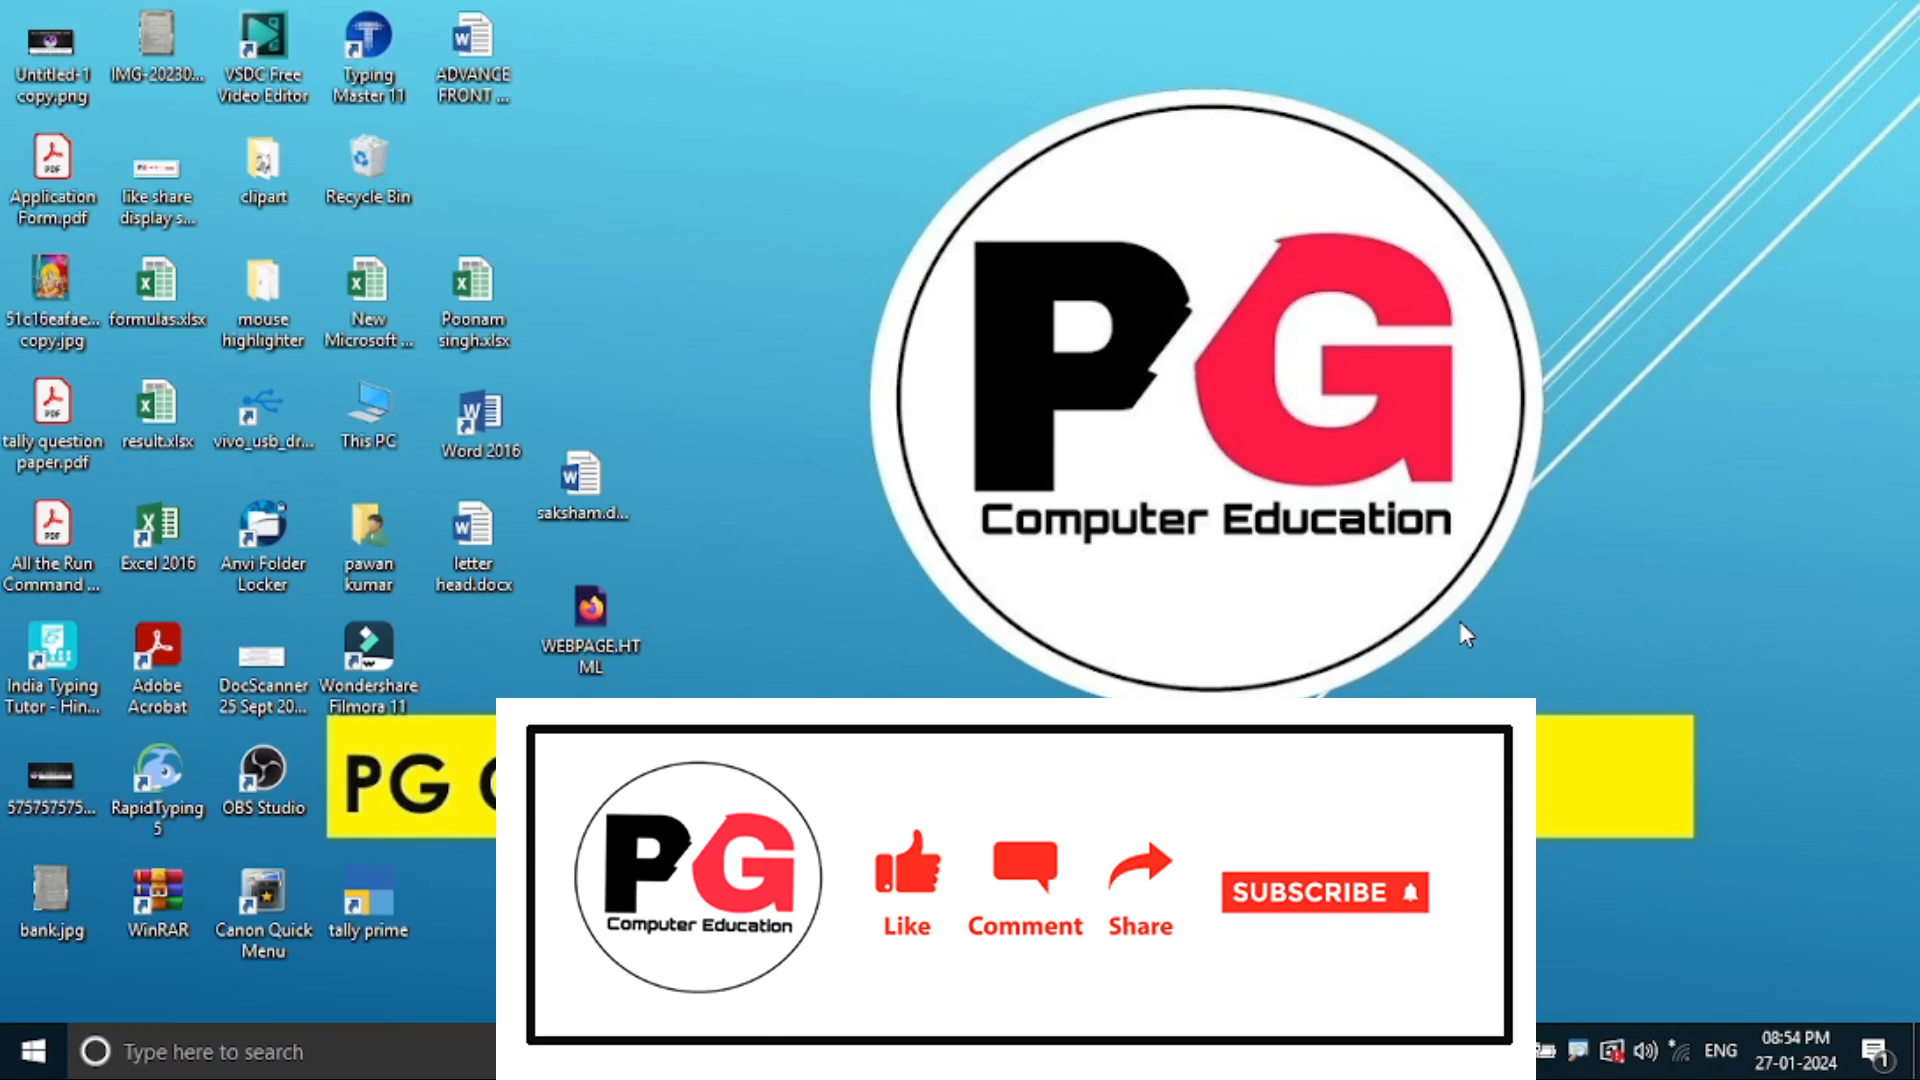 Untitled-1
copy.png
IMG-20230...
VSDC Free
Video Editor
Typing
Master 11
ADVANCE
FRONT ...
Application
Form.pdf
like share
display s...
clipart
Recycle Bin
51c16eafae...
copy.jpg
formulas.xlsx
mouse
highlighter
New
Microsoft ...
Poonam
singh.xlsx
tally question
paper.pdf
result.xlsx
vivo_usb_dr...
This PC
Word 2016
saksham.d...
All the Run
Command ...
Excel 2016
Anvi Folder
Locker
pawan
kumar
letter
head.docx
WEBPAGE.HT
ML
India Typing
Tutor - Hin...
Adobe
Acrobat
DocScanner
25 Sept 20...
Wondershare
Filmora 11
575757575...
RapidTyping
5
OBS Studio
bank.jpg
WinRAR
Canon Quick
Menu
tally prime
PG
Computer Education
PG
PG
Computer Education
Like
Comment
Share
SUBSCRIBE
Type here to search
ENG
08:54 PM
27-01-2024
1